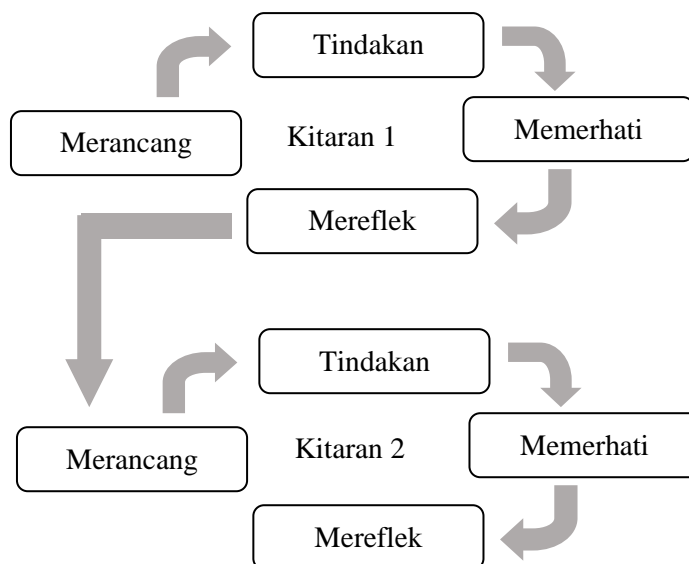 Tindakan
Merancang
Kitaran 1
Memerhati
Mereflek
Tindakan
Merancang
Kitaran 2
Memerhati
Mereflek